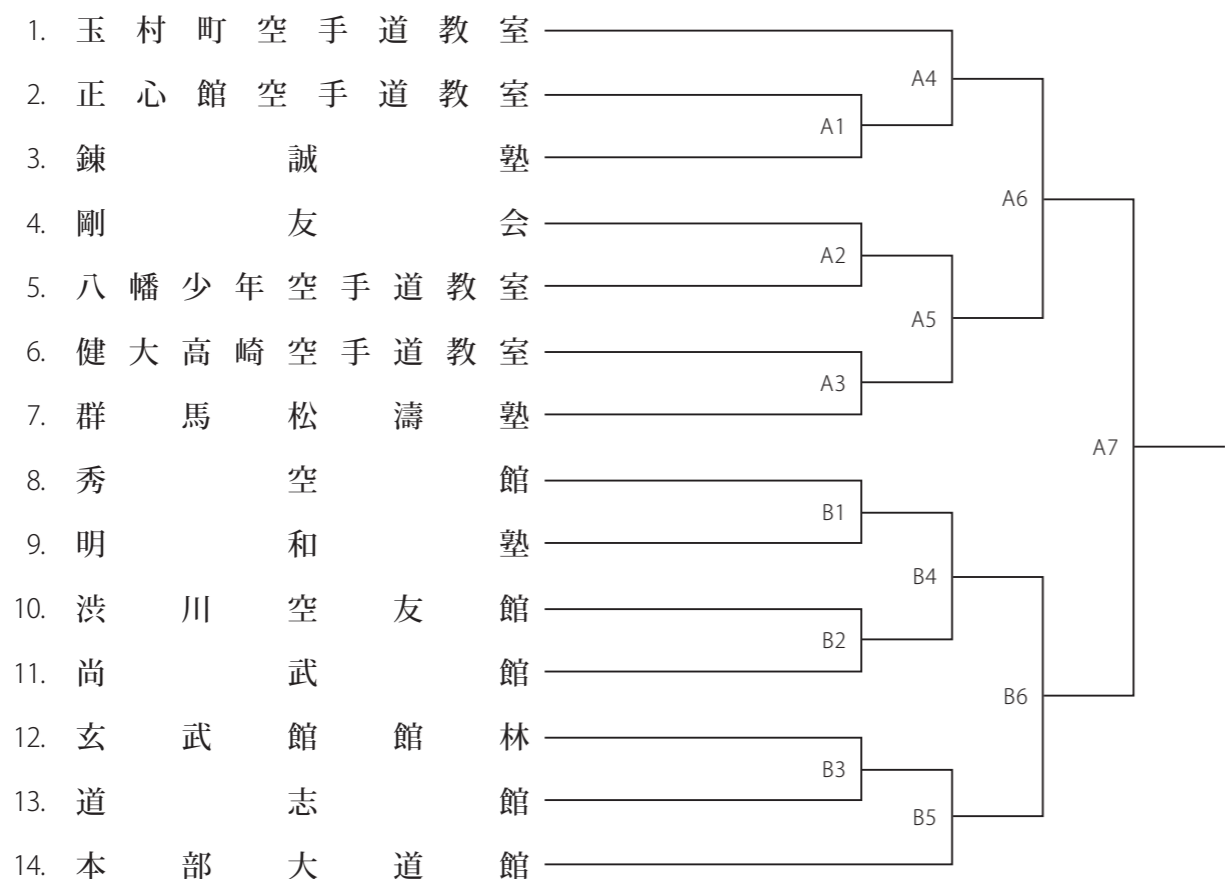 1. 玉村町空手道教室
2. 正心館空手道教室
3. 錬誠塾
4. 剛友会
5. 八幡少年空手道教室
6. 健大高崎空手道教室
7. 群馬松濤塾
8. 秀空館
9. 明和塾
10. 渋川空友館
11. 尚武館
12. 玄武館館林
13. 道志館
14. 本部大道館
A1
A2
A3
B1
B2
B3
A4
A5
B4
B5
A6
B6
A7